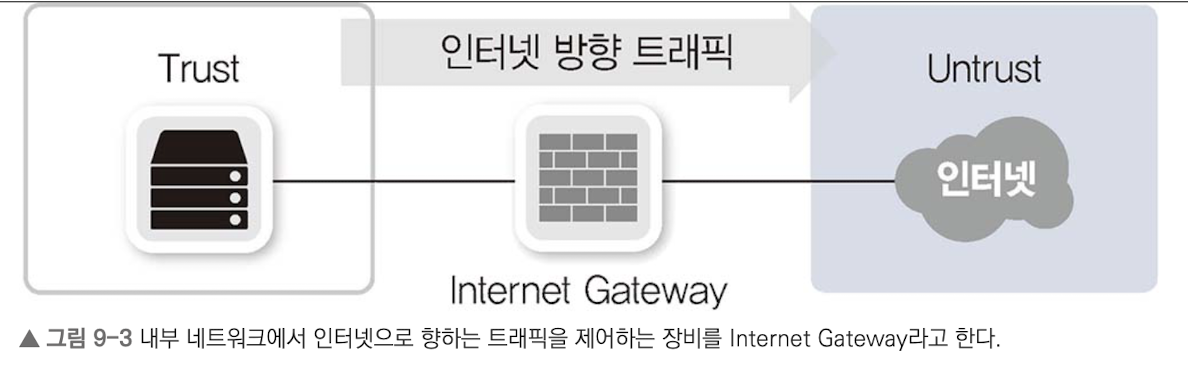 인터넷 방향 트래픽
Trust
Untrust
인터넷
Internet Gateway
▲ 그림 9-3 내부 네트워크에서 인터넷으로 향하는 트래픽을 제어하는 장비를 Internet Gateway라고 한다.